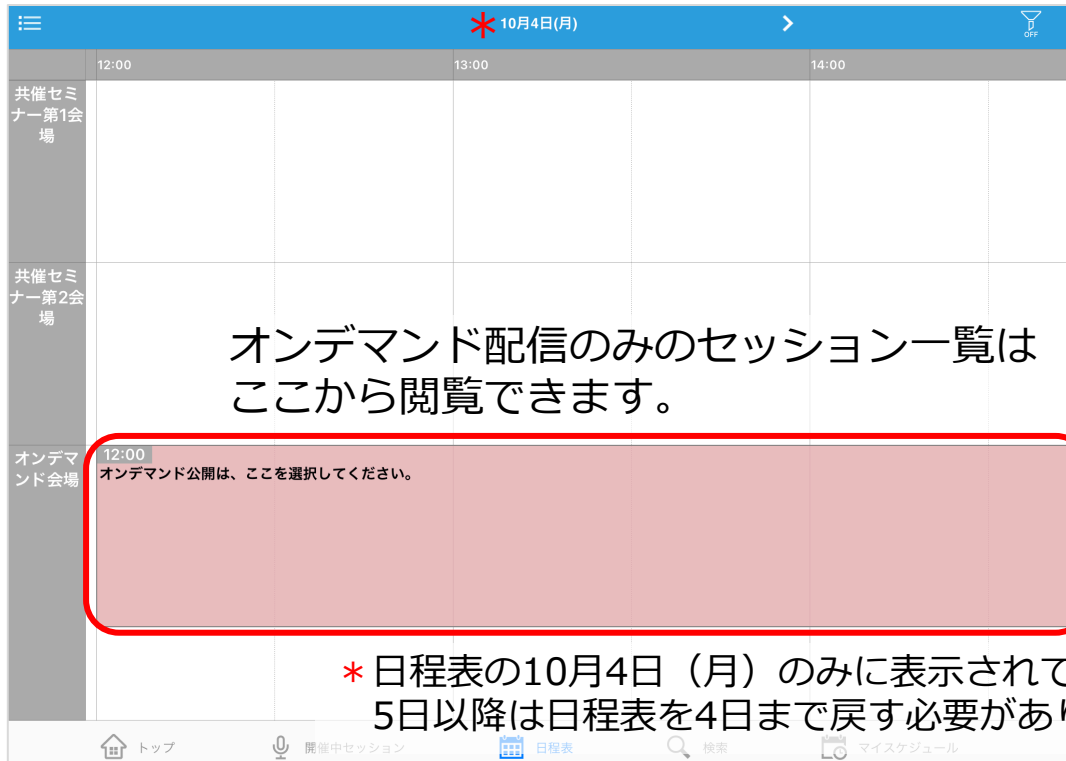 *10月4日(月)
OFF
12:00 13:00 14:00
共催セミ
ナー第1会
場
共催セミ
ナー第2会
場
オンデマンド配信のみのセッション一覧は
ここから閲覧できます。
オンデマ
ンド会場
12:00
オンデマンド公開は、ここを選択してください。
*日程表の10月4日（月）のみに表示されて
5日以降は日程表を4日まで戻す必要があり
トップ 開催中セッション 日程表 検索 マイスケジュール